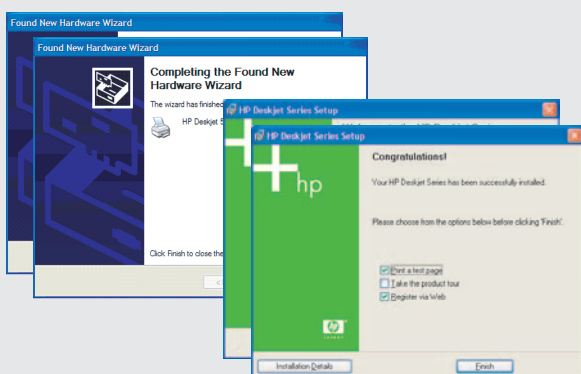 Found New Hardware Wizard
Found New Hardware Wizard
Completing the Found New
Hardware Wizard
The wizard has finished
HP Deskjet 5
Click Finish to close the
<
HP Deskjet Series Setup
HP Deskjet Series Setup
hp
Congratulations!
Your HP Deskjet Series has been successfully installed.
Please choose from the options below before clicking 'Finish'.
Print a test page
Take the product tour
Register via Web
hp
invent
Installation Details
Finish